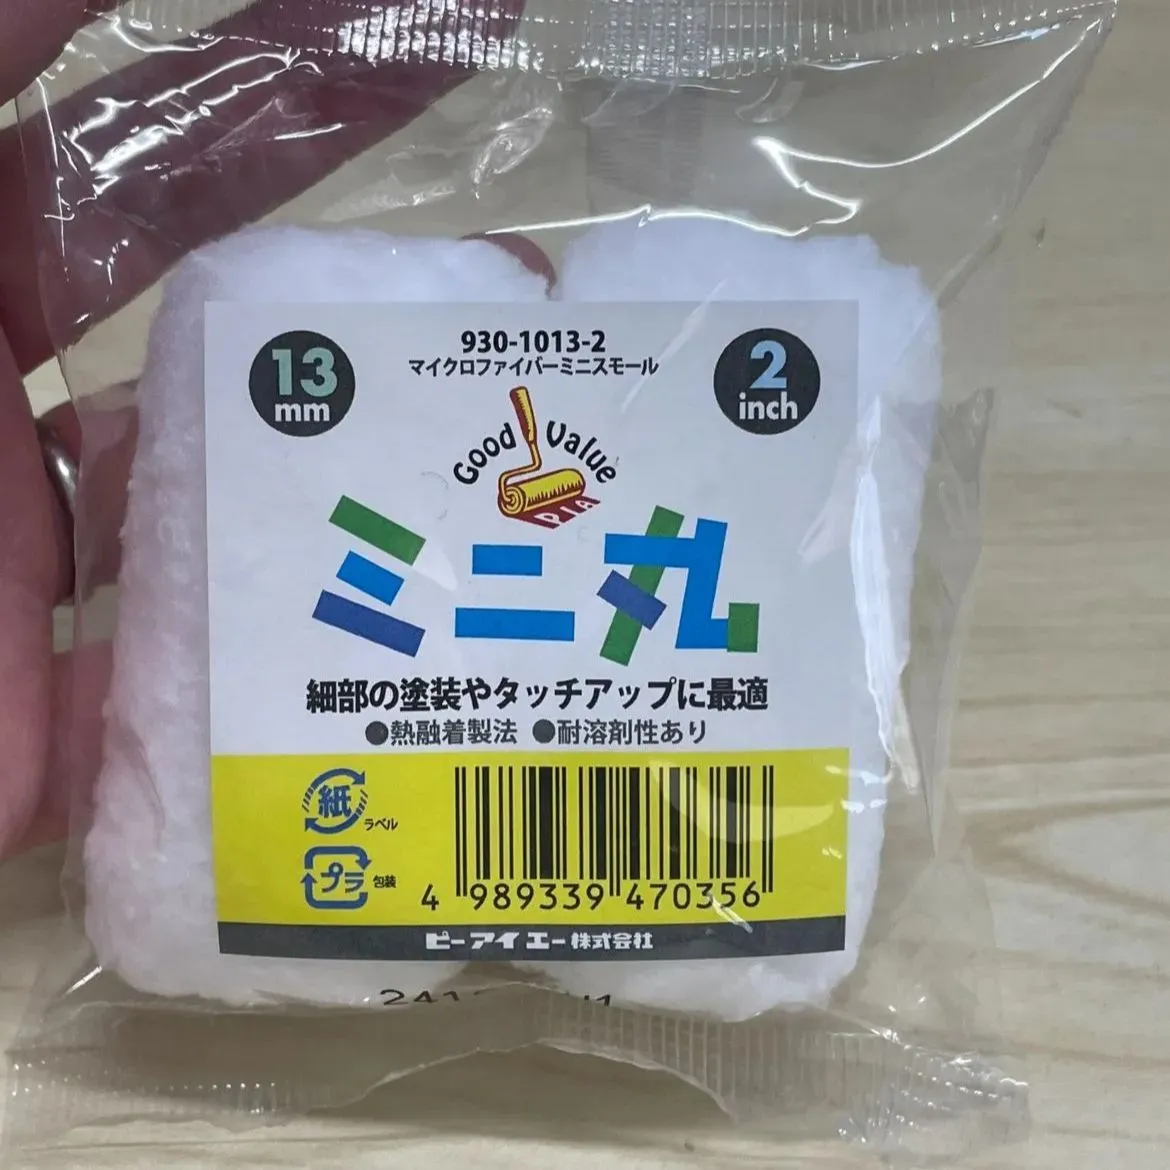 13
mm
930-1013-2
マイクロファイバーミニスモール
2
inch
Good Value
PIA
ミニ丸
細部の塗装やタッチアップに最適
●熱融着製法 ●耐溶剤性あり
紙
ラベル
プラ
包装
4 989339 470356
ピーアイエー株式会社